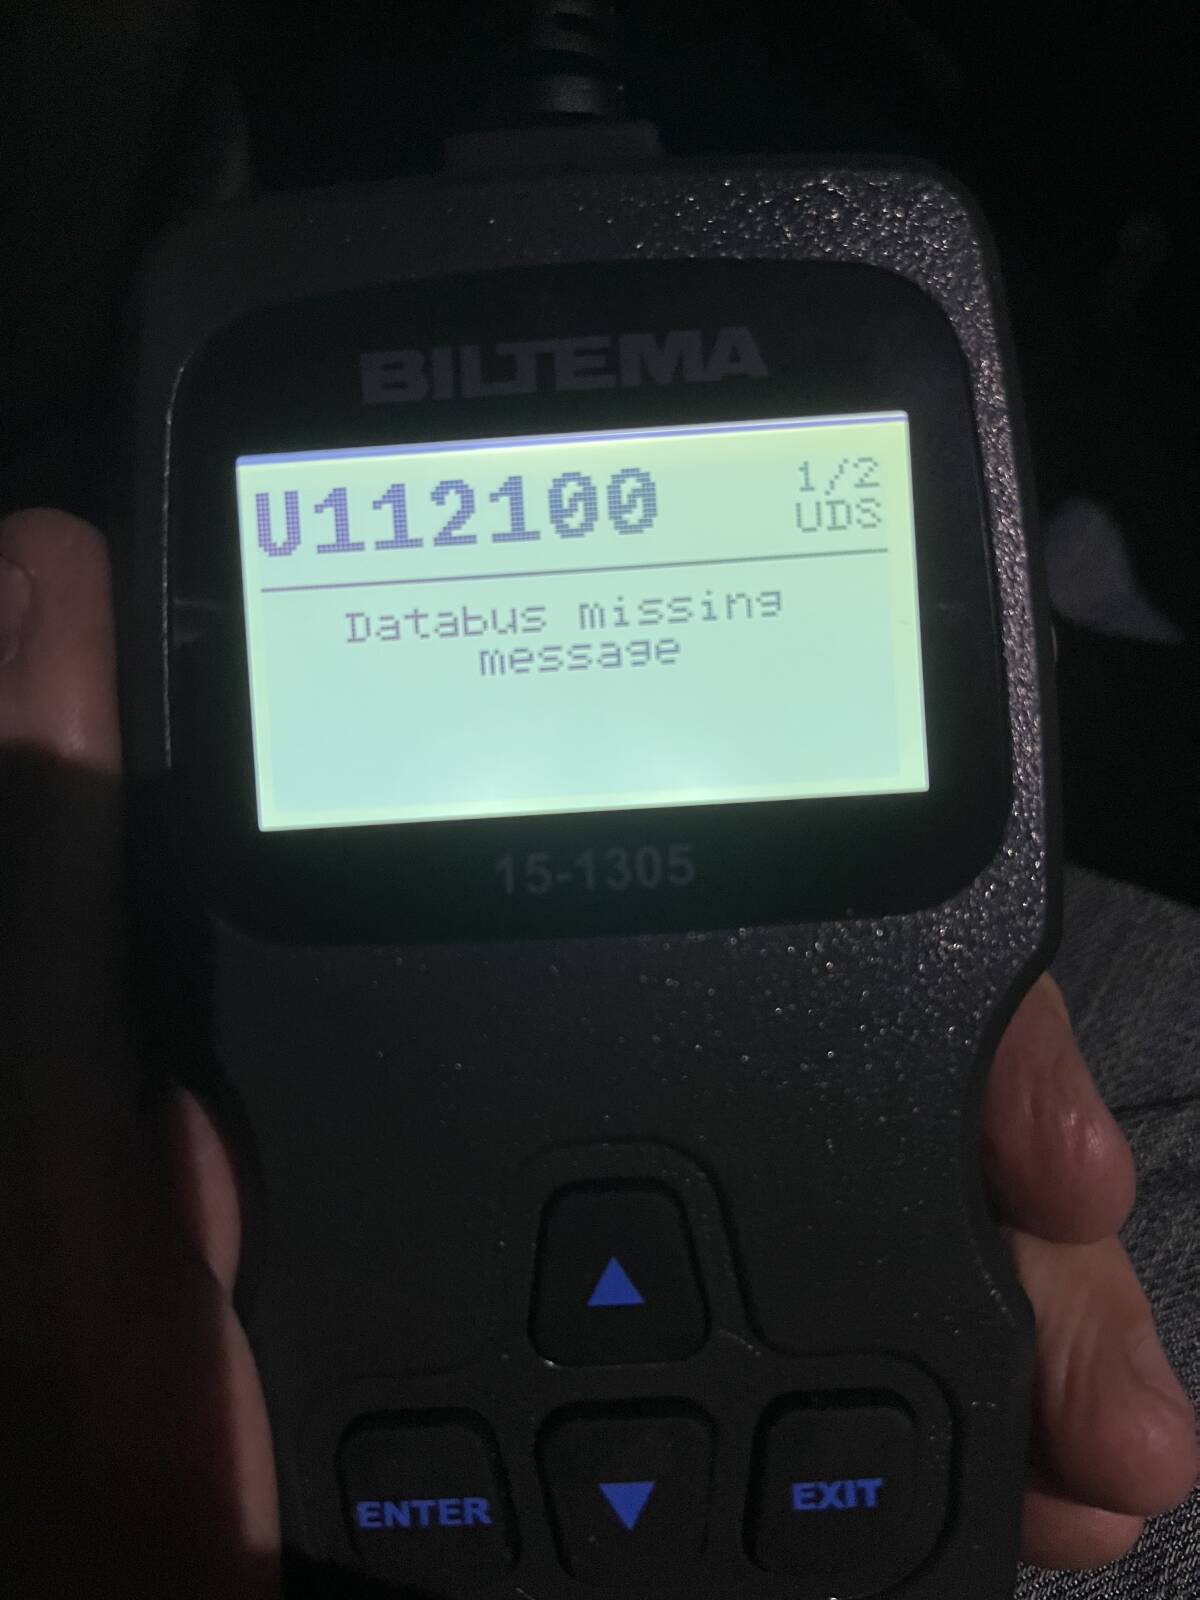 BILTEMA
U112100
1/2
UDS
Databus missing
message
15-1305
ENTER
EXIT